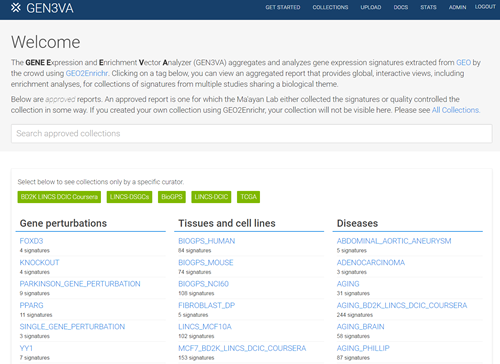 GEN3VA
GET STARTED COLLECTIONS UPLOAD DOCS STATS ADMIN LOGOUT
Welcome
The GENE Expression and Enrichment Vector Analyzer (GEN3VA) aggregates and analyzes gene expression signatures extracted from GEO by
the crowd using GEO2Enrichr. Clicking on a tag below, you can view an aggregated report that provides global, interactive views, including
enrichment analyses, for collections of signatures from multiple studies sharing a biological theme.
Below are approved reports. An approved report is one for which the Ma'ayan Lab either collected the signatures or quality controlled the
collection in some way. If you created your own collection using GEO2Enrichr, your collection will not be visible here. Please see All Collections.
Search approved collections
Select below to see collections only by a specific curator.
BD2K LINCS DCIC Coursera LINCS-DSGCs BioGPS LINCS-DCIC TCGA
Gene perturbations
FOXD3
4 signatures
KNOCKOUT
4 signatures
PARKINSON_GENE_PERTURBATION
9 signatures
PPARG
11 signatures
SINGLE_GENE_PERTURBATION
3 signatures
YY1
7 signatures
Tissues and cell lines
BIOGPS_HUMAN
84 signatures
BIOGPS_MOUSE
74 signatures
BIOGPS_NCI60
108 signatures
FIBROBLAST_DP
5 signatures
LINCS_MCF10A
102 signatures
MCF7_BD2K_LINCS_DCIC_COURSERA
153 signatures
Diseases
ABDOMINAL_AORTIC_ANEURYSM
5 signatures
ADENOCARCINOMA
3 signatures
AGING
31 signatures
AGING_BD2K_LINCS_DCIC_COURSERA
244 signatures
AGING_BRAIN
58 signatures
AGING_PHILLIP
87 signatures